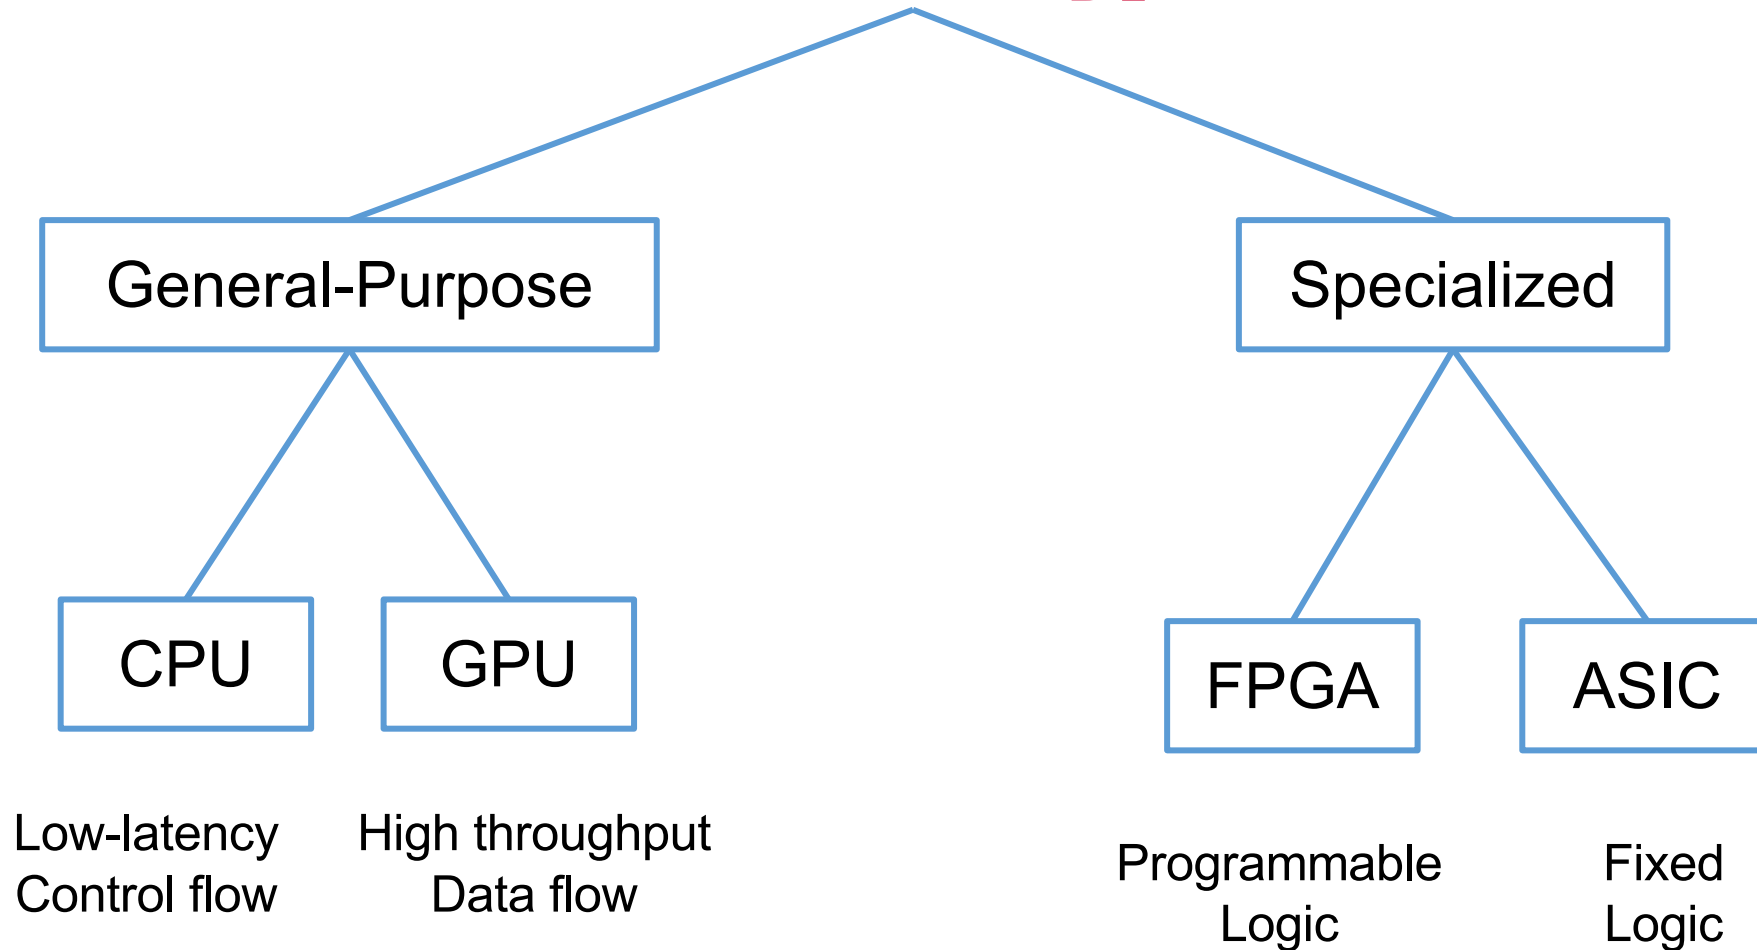 General-Purpose
Specialized
CPU
GPU
FPGA
ASIC
Low-latency
Control flow
High throughput
Data flow
Programmable
Logic
Fixed
Logic